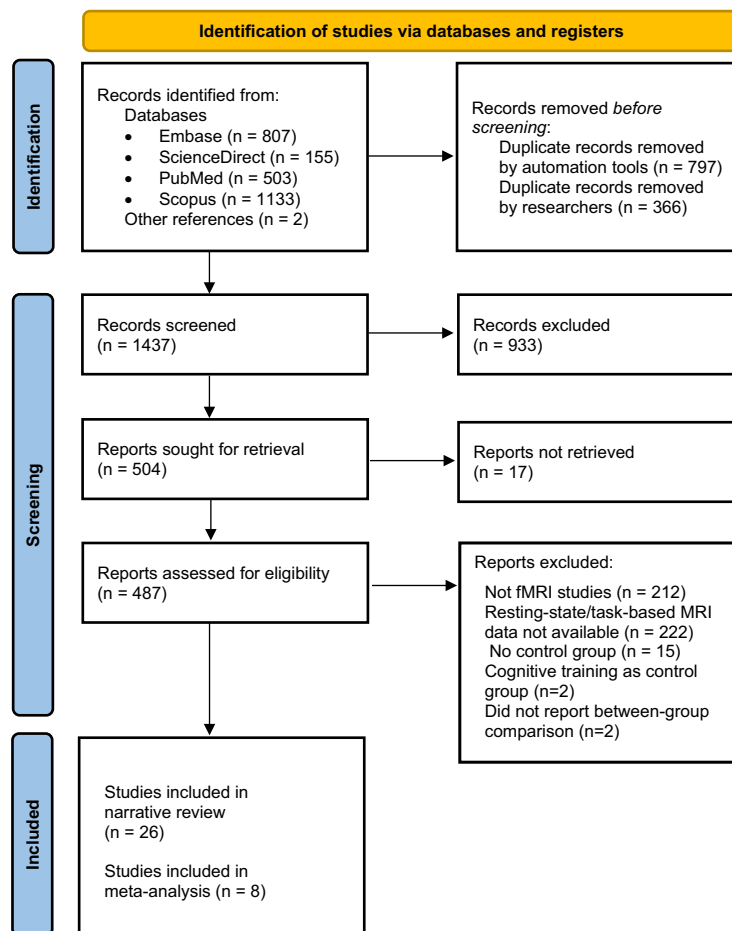 Identification of studies via databases and registers
Identification
Records identified from:
Databases
• Embase (n = 807)
• ScienceDirect (n = 155)
• PubMed (n = 503)
• Scopus (n = 1133)
Other references (n = 2)
Records removed before
screening:
Duplicate records removed
by automation tools (n = 797)
Duplicate records removed
by researchers (n = 366)
Screening
Records screened
(n = 1437)
Records excluded
(n = 933)
Reports sought for retrieval
(n = 504)
Reports not retrieved
(n = 17)
Reports assessed for eligibility
(n = 487)
Reports excluded:
Not fMRI studies (n = 212)
Resting-state/task-based MRI
data not available (n = 222)
No control group (n = 15)
Cognitive training as control
group (n=2)
Did not report between-group
comparison (n=2)
Included
Studies included in
narrative review
(n = 26)
Studies included in
meta-analysis (n = 8)